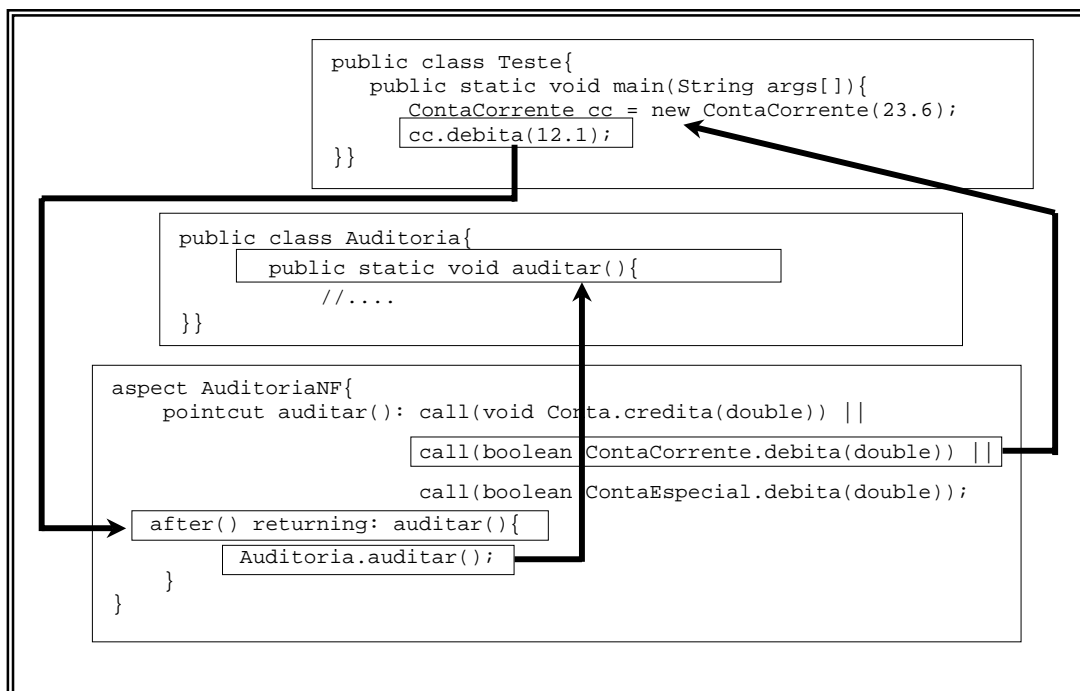 public class Teste{
public static void main(String args[]){
ContaCorrente cc = new ContaCorrente(23.6);
cc.debita(12.1);
}}
public class Auditoria{
public static void auditar(){
//....
}}
aspect AuditoriaNF{
pointcut auditar(): call(void Conta.credita(double)) ||
call(boolean ContaCorrente.debita(double)) ||
call(boolean ContaEspecial.debita(double));
after() returning: auditar(){
Auditoria.auditar();
}
}